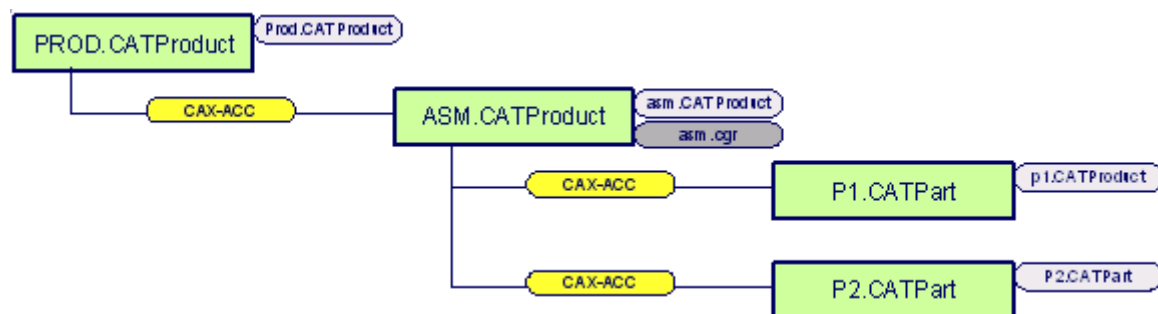 PROD.CATProduct
Prod.CATProduct
CAX-ACC
ASM.CATProduct
asm.CATProduct
asm.cgr
CAX-ACC
P1.CATPart
p1.CATProduct
CAX-ACC
P2.CATPart
P2.CATPart